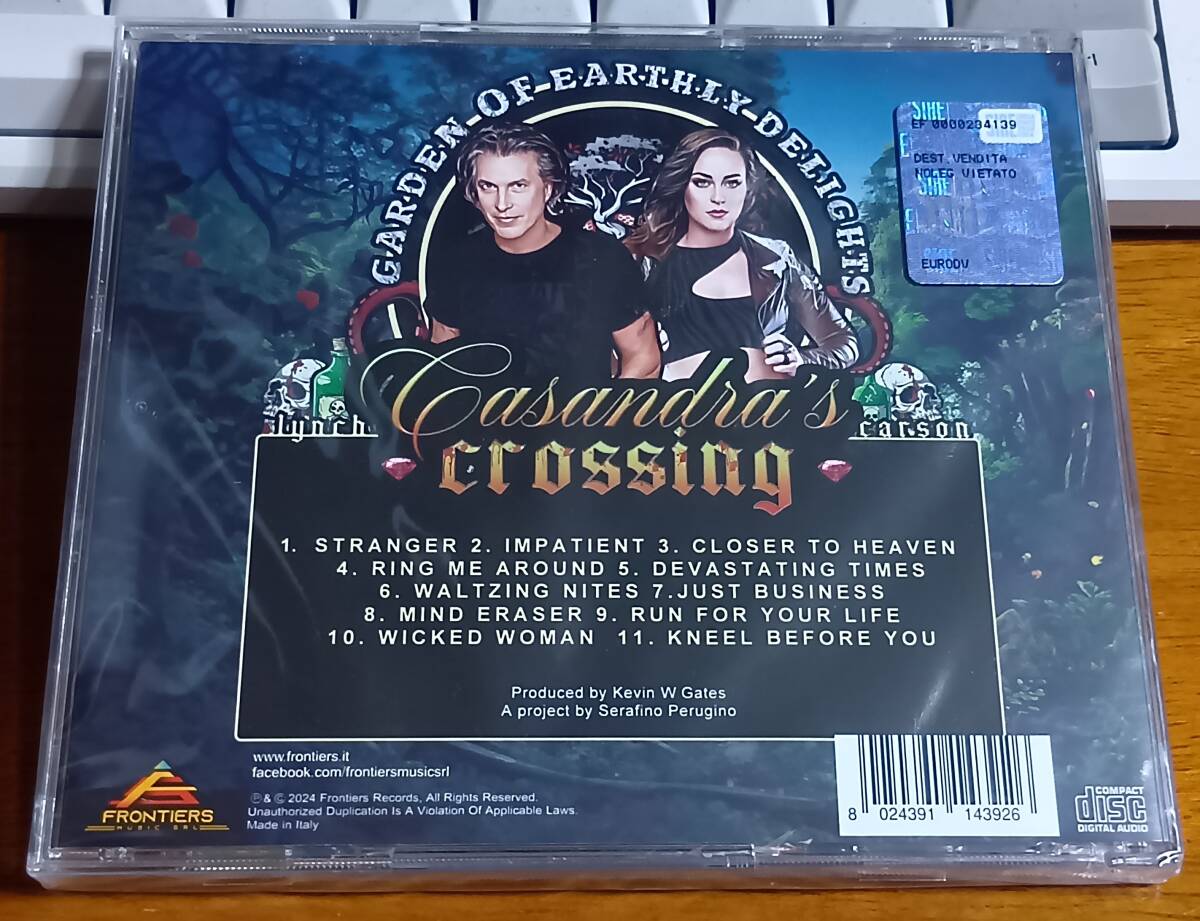 GARDEN-OF-EARTHLY-DELIGHTS
SIAE
EF 0000234139
DEST.VENDITA
NOLEG VIETATO
EURODV
Casandra's
lynch
carson
crossing
1. STRANGER 2. IMPATIENT 3. CLOSER TO HEAVEN
4. RING ME AROUND 5. DEVASTATING TIMES
6. WALTZING NITES 7.JUST BUSINESS
8. MIND ERASER 9. RUN FOR YOUR LIFE
10. WICKED WOMAN 11. KNEEL BEFORE YOU
Produced by Kevin W Gates
A project by Serafino Perugino
www.frontiers.it
facebook.com/frontiersmusicsrl
℗ & © 2024 Frontiers Records, All Rights Reserved.
Unauthorized Duplication Is A Violation Of Applicable Laws.
Made in Italy
FRONTIERS
MUSIC SRL
8 024391 143926
COMPACT
disc
DIGITAL AUDIO